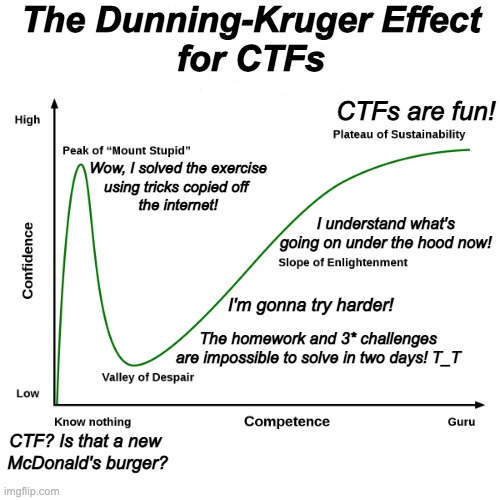 The Dunning-Kruger Effect
for CTFs
CTFs are fun!
High
Plateau of Sustainability
Peak of “Mount Stupid”
Wow, I solved the exercise
using tricks copied off
the internet!
I understand what's
going on under the hood now!
Slope of Enlightenment
Confidence
I'm gonna try harder!
The homework and 3* challenges
are impossible to solve in two days! T_T
Valley of Despair
Low
Know nothing
Competence
Guru
CTF? Is that a new
McDonald's burger?
imgflip.com